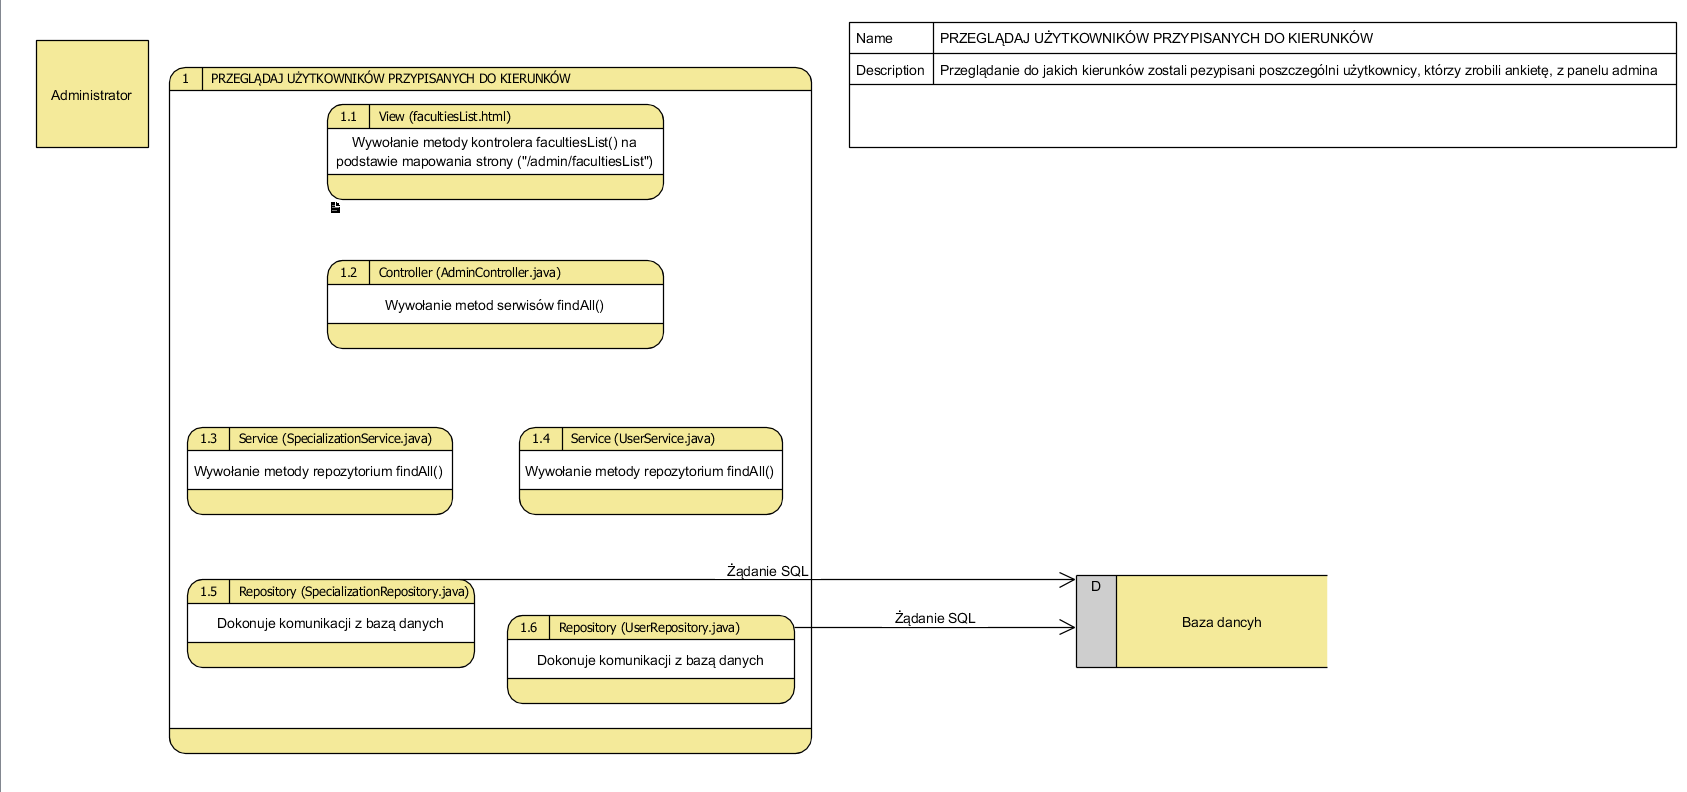 Administrator
1 PRZEGLĄDAJ UŻYTKOWNIKÓW PRZYPISANYCH DO KIERUNKÓW
1.1 View (facultiesList.html)
Wywołanie metody kontrolera facultiesList() na
podstawie mapowania strony ("/admin/facultiesList")
1.2 Controller (AdminController.java)
Wywołanie metod serwisów findAll()
1.3 Service (SpecializationService.java)
Wywołanie metody repozytorium findAll()
1.4 Service (UserService.java)
Wywołanie metody repozytorium findAll()
1.5 Repository (SpecializationRepository.java)
Dokonuje komunikacji z bazą danych
1.6 Repository (UserRepository.java)
Dokonuje komunikacji z bazą danych
Żądanie SQL
Żądanie SQL
D
Baza dancyh
Name PRZEGLĄDAJ UŻYTKOWNIKÓW PRZYPISANYCH DO KIERUNKÓW
Description Przeglądanie do jakich kierunków zostali pezypisani poszczególni użytkownicy, którzy zrobili ankietę, z panelu admina